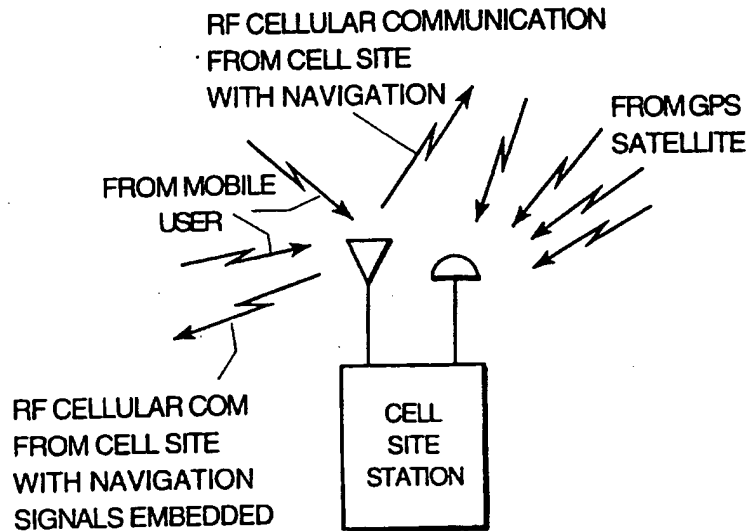 RF CELLULAR COMMUNICATION
FROM CELL SITE
WITH NAVIGATION
FROM GPS
SATELLITE
FROM MOBILE
USER
RF CELLULAR COM
FROM CELL SITE
WITH NAVIGATION
SIGNALS EMBEDDED
CELL
SITE
STATION